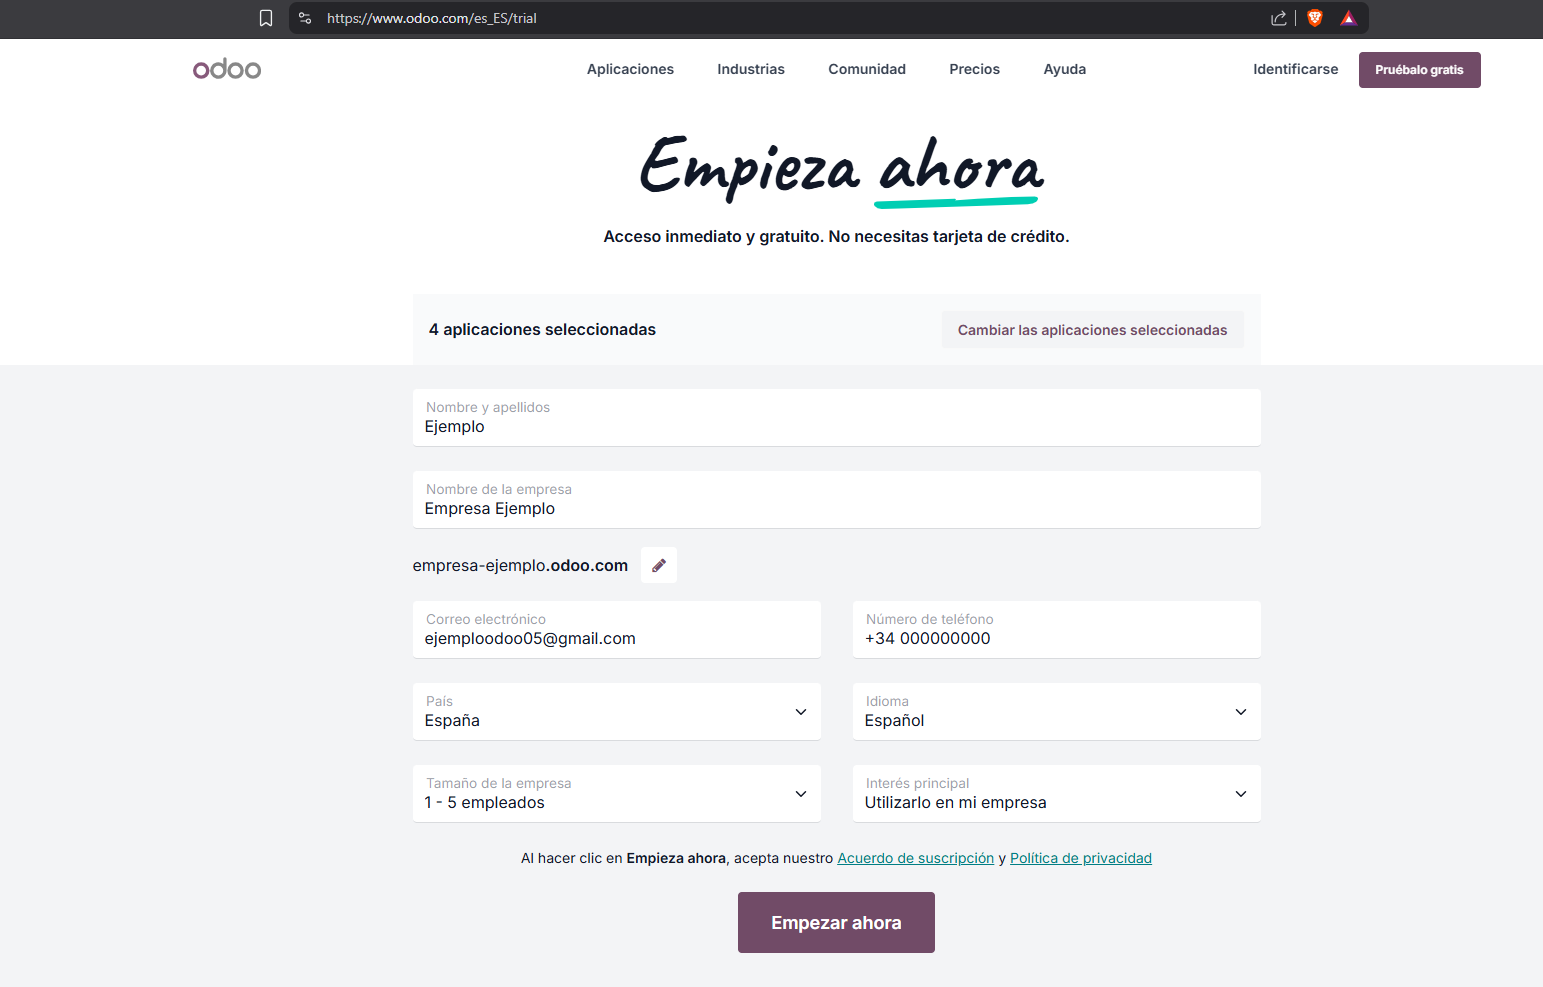 https://www.odoo.com/es_ES/trial
odoo
Aplicaciones Industrias Comunidad Precios Ayuda Identificarse Pruébalo gratis
Empieza ahora
Acceso inmediato y gratuito. No necesitas tarjeta de crédito.
4 aplicaciones seleccionadas Cambiar las aplicaciones seleccionadas
Nombre y apellidos
Ejemplo
Nombre de la empresa
Empresa Ejemplo
empresa-ejemplo.odoo.com
Correo electrónico Número de teléfono
ejemploodoo05@gmail.com +34 000000000
País Idioma
España Español
Tamaño de la empresa Interés principal
1 - 5 empleados Utilizarlo en mi empresa
Al hacer clic en Empieza ahora, acepta nuestro Acuerdo de suscripción y Política de privacidad
Empezar ahora